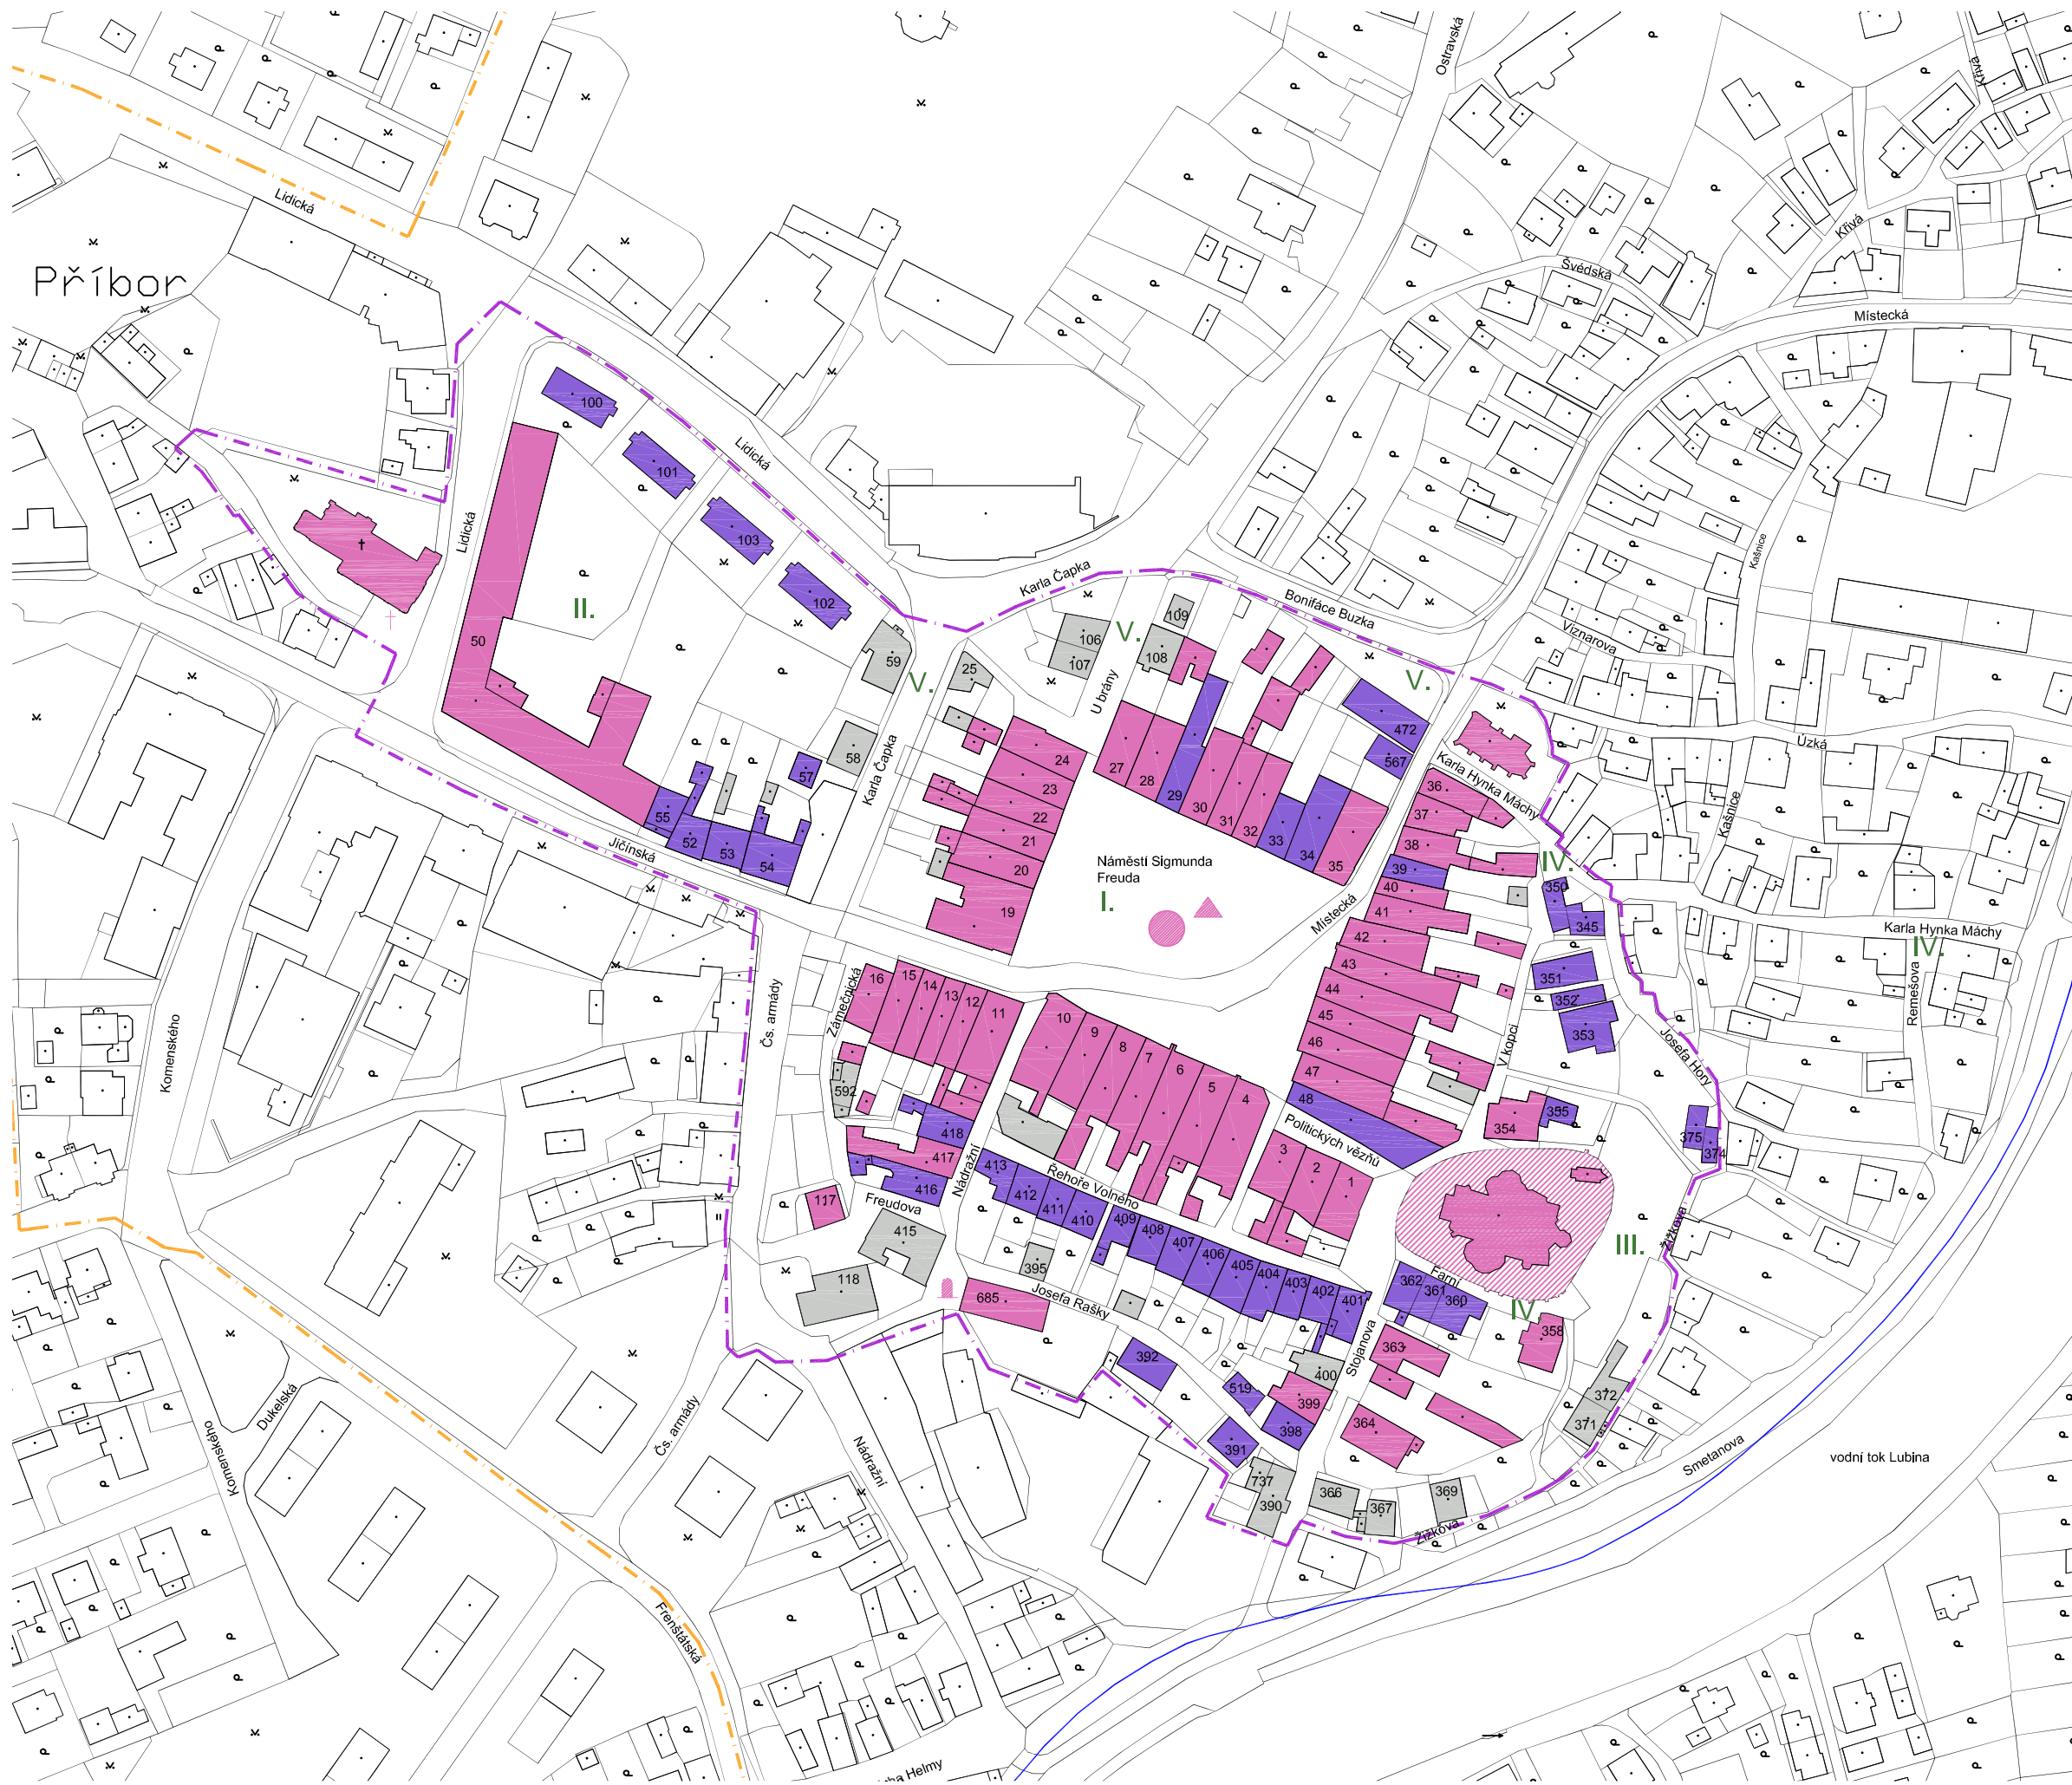 Ostravská
Křivá
Lidická
Křivá
Příbor
Švédská
Místecká
100
Lidická
101
103
Lidická
Kašnice
102
Karla Čapka
Bonifáce Buzka
II.
109
Viznarova
50
106
V.
59
107
108
25
V.
V.
U brány
472
Úzká
Karla Čapka
58
24
27
28
567
Karla Hynka Máchy
57
23
29
36
55
22
30
31
32
37
Kašnice
52
21
33
38
Jičínská
53
34
54
20
Náměstí Sigmunda
Freuda
35
39
IV.
40
350
I.
19
41
345
Místecká
42
Karla Hynka Máchy
IV.
43
351
Zámečnická
16
15
14
13
12
11
44
352
Remešova
Čs. armády
10
9
8
7
6
5
4
45
353
Komenského
46
V kopci
Josefa Hory
47
592
48
355
418
Politických vězňů
354
375
374
417
413
3
2
1
Nádražní
Řehoře Volného
416
412
117
Freudova
411
410
409
408
415
407
406
III.
Žižkova
395
405
404
403
402
401
Farní
118
362
361
360
IV.
685
Josefa Rašky
358
363
Stojanova
392
400
519
399
372
Dukelská
398
364
371
Komenského
Čs. armády
Nádražní
391
737
390
366
367
369
Smetanova
vodní tok Lubina
Žižkova
Frenštátská